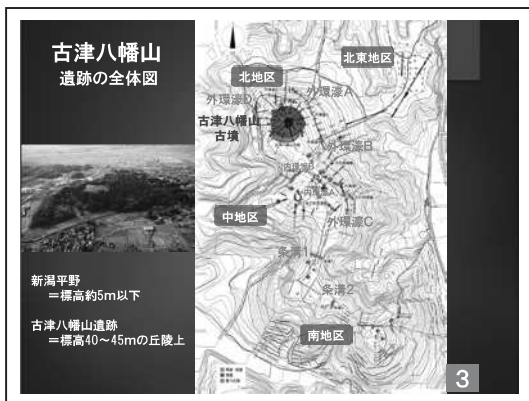 古津八幡山
遺跡の全体図
新潟平野
＝標高約5m以下
古津八幡山遺跡
＝標高40～45mの丘陵上
北東地区
北地区
外環濠D
外環濠A
古津八幡山
古墳
外環濠B
中地区
外環濠C
条溝1
条溝2
南地区
3